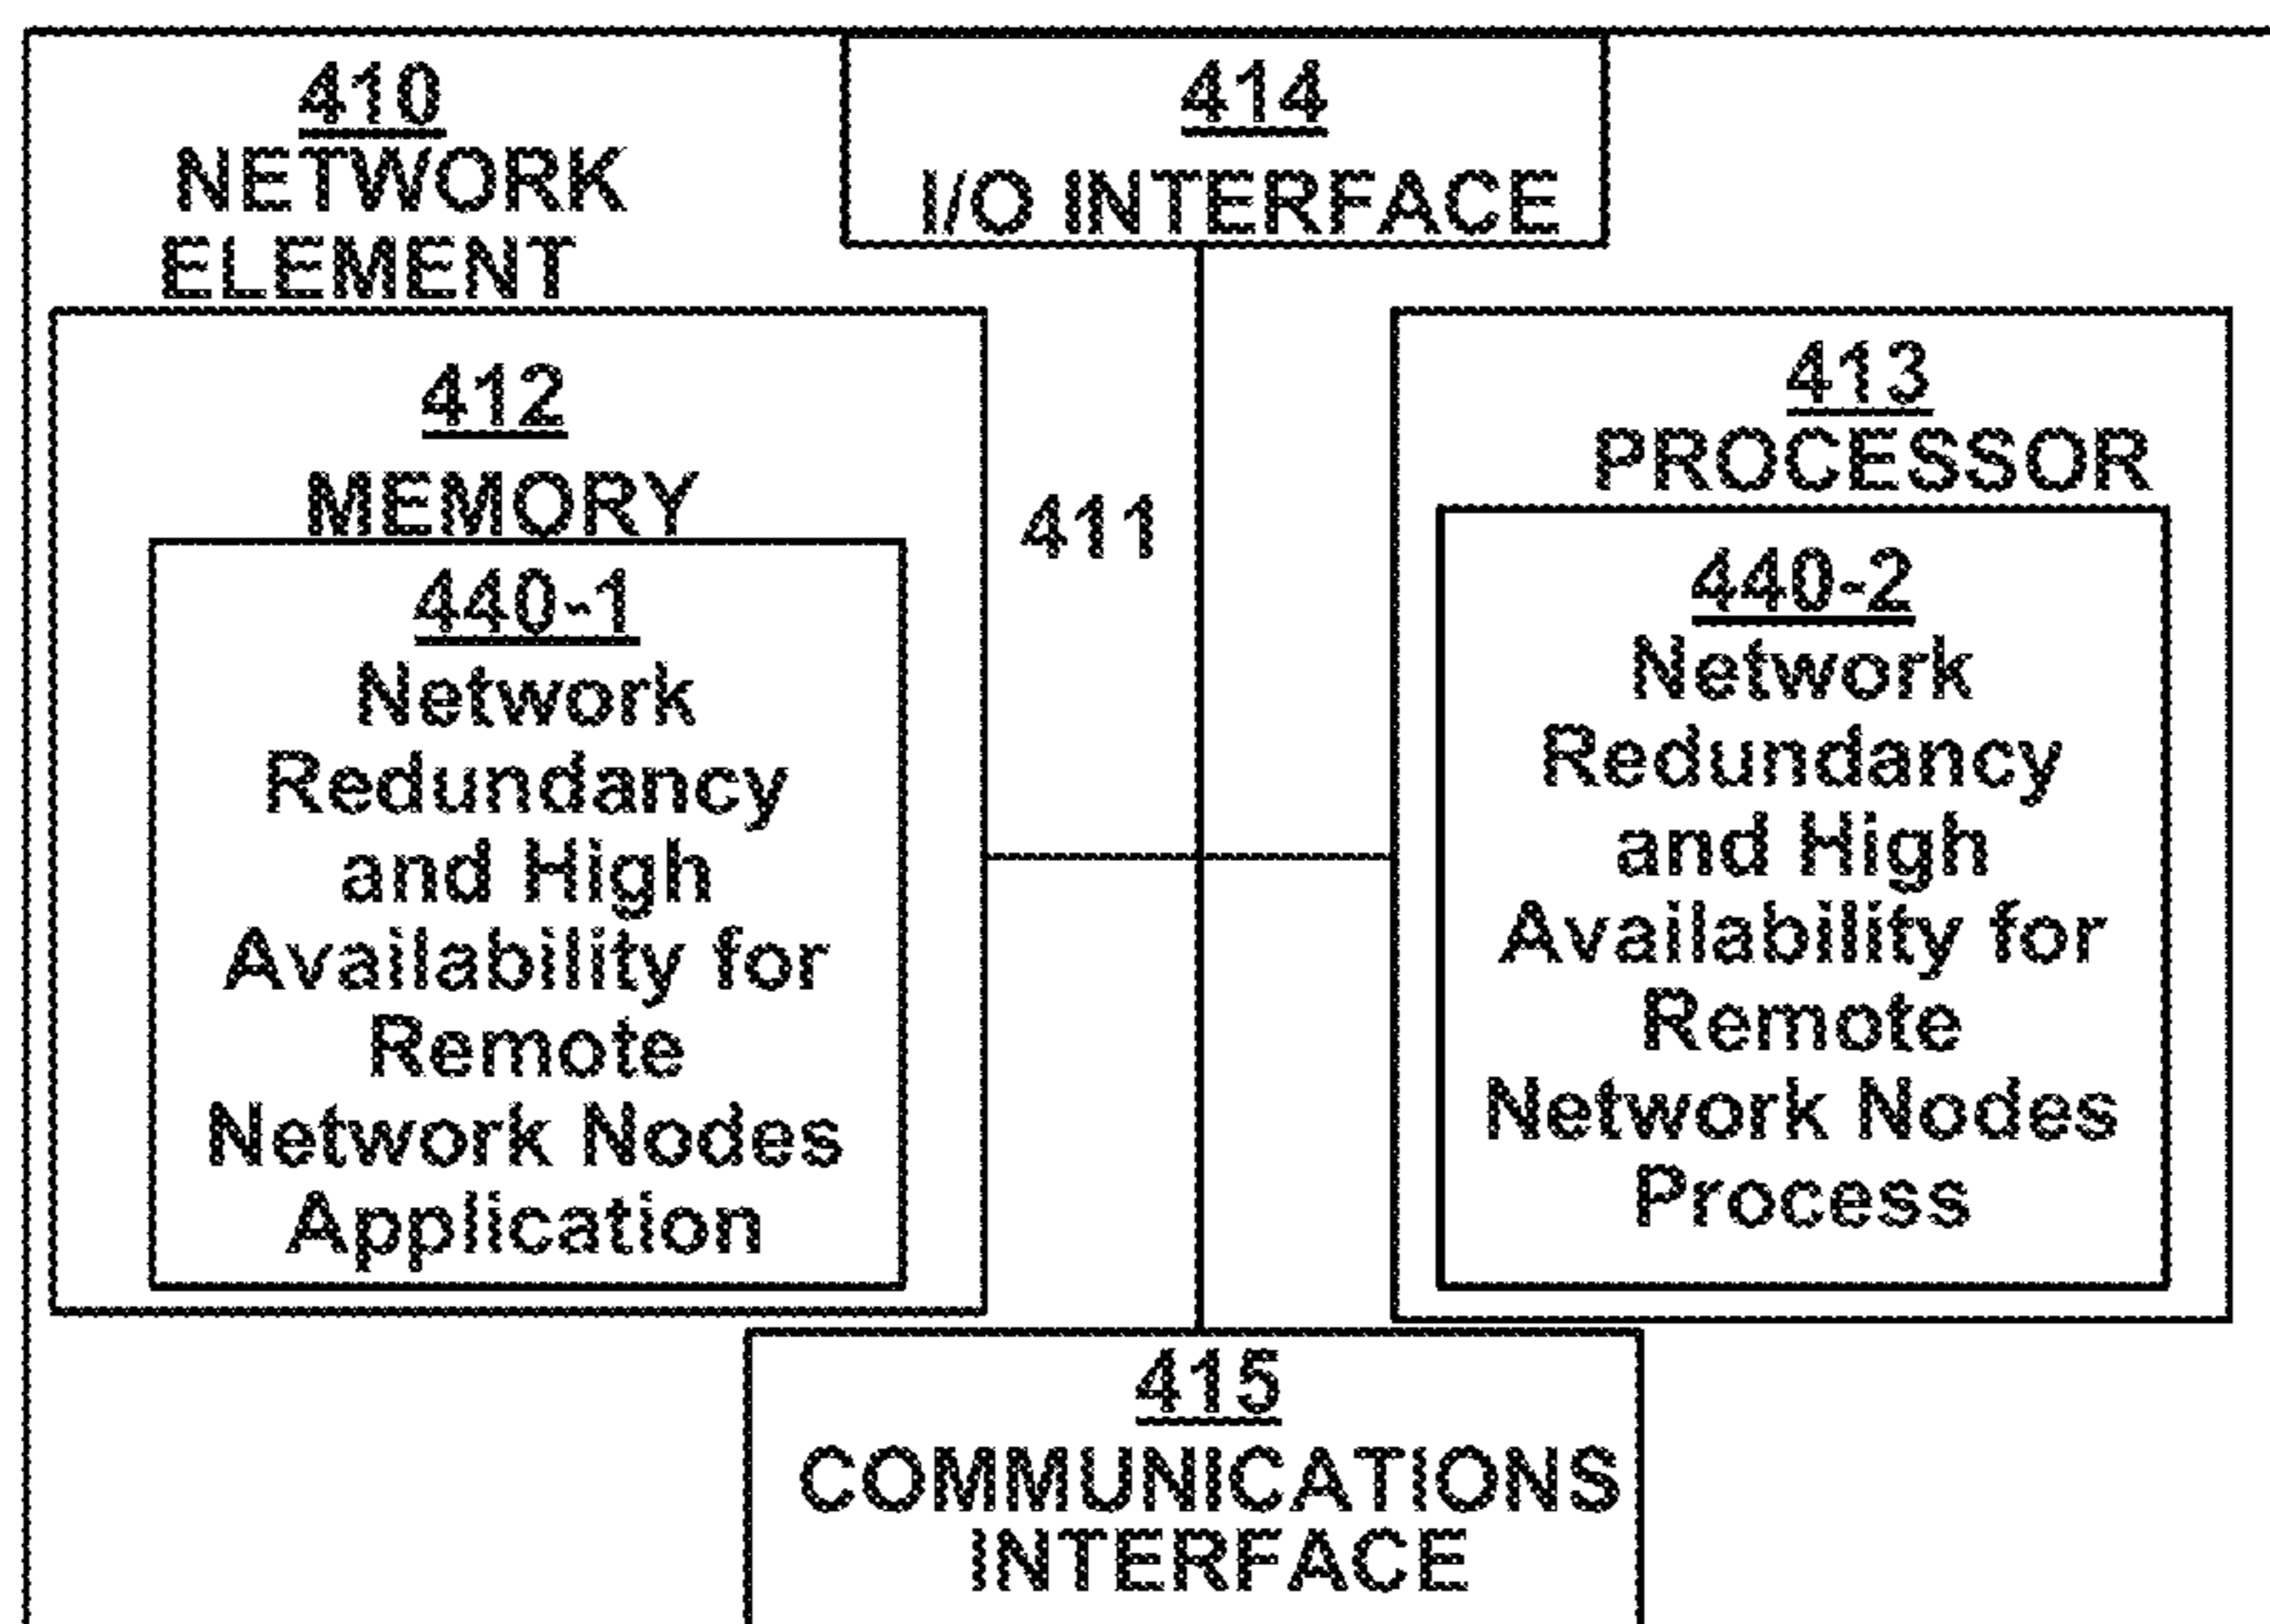 410
NETWORK
ELEMENT
414
I/O INTERFACE
412
MEMORY
440-1
Network
Redundancy
and High
Availability for
Remote
Network Nodes
Application
411
413
PROCESSOR
440-2
Network
Redundancy
and High
Availability for
Remote
Network Nodes
Process
415
COMMUNICATIONS
INTERFACE